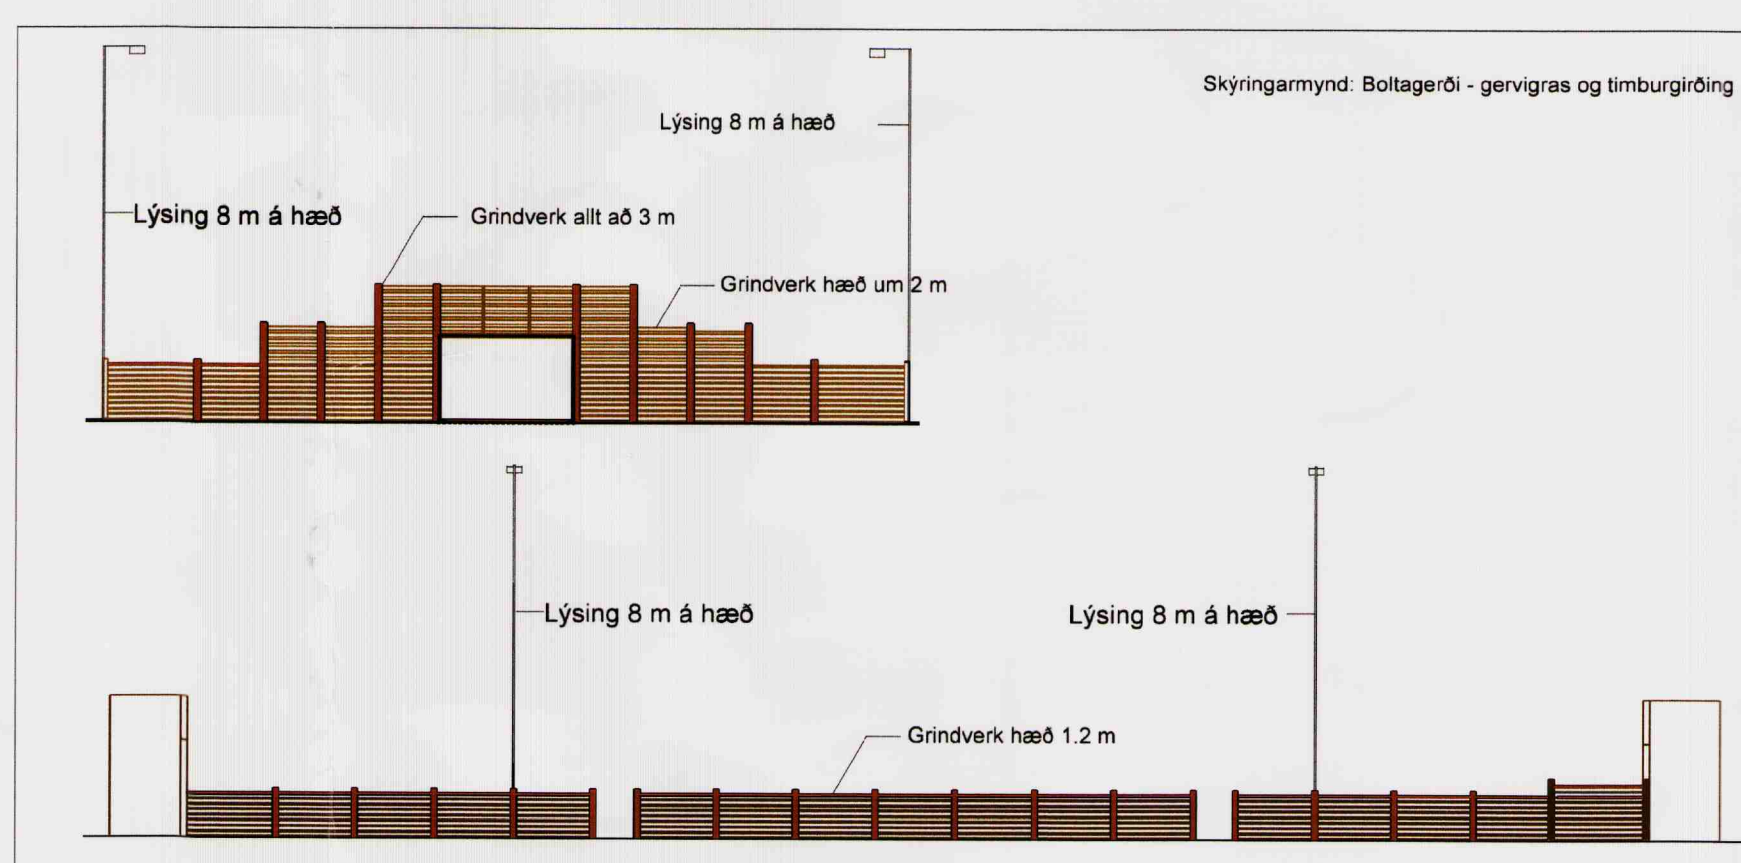 Skýringarmynd: Boltagerði - gervigras og timburgirðing
Lýsing 8 m á hæð
Lýsing 8 m á hæð
Grindverk allt að 3 m
Grindverk hæð um 2 m
Lýsing 8 m á hæð
Lýsing 8 m á hæð
Grindverk hæð 1.2 m